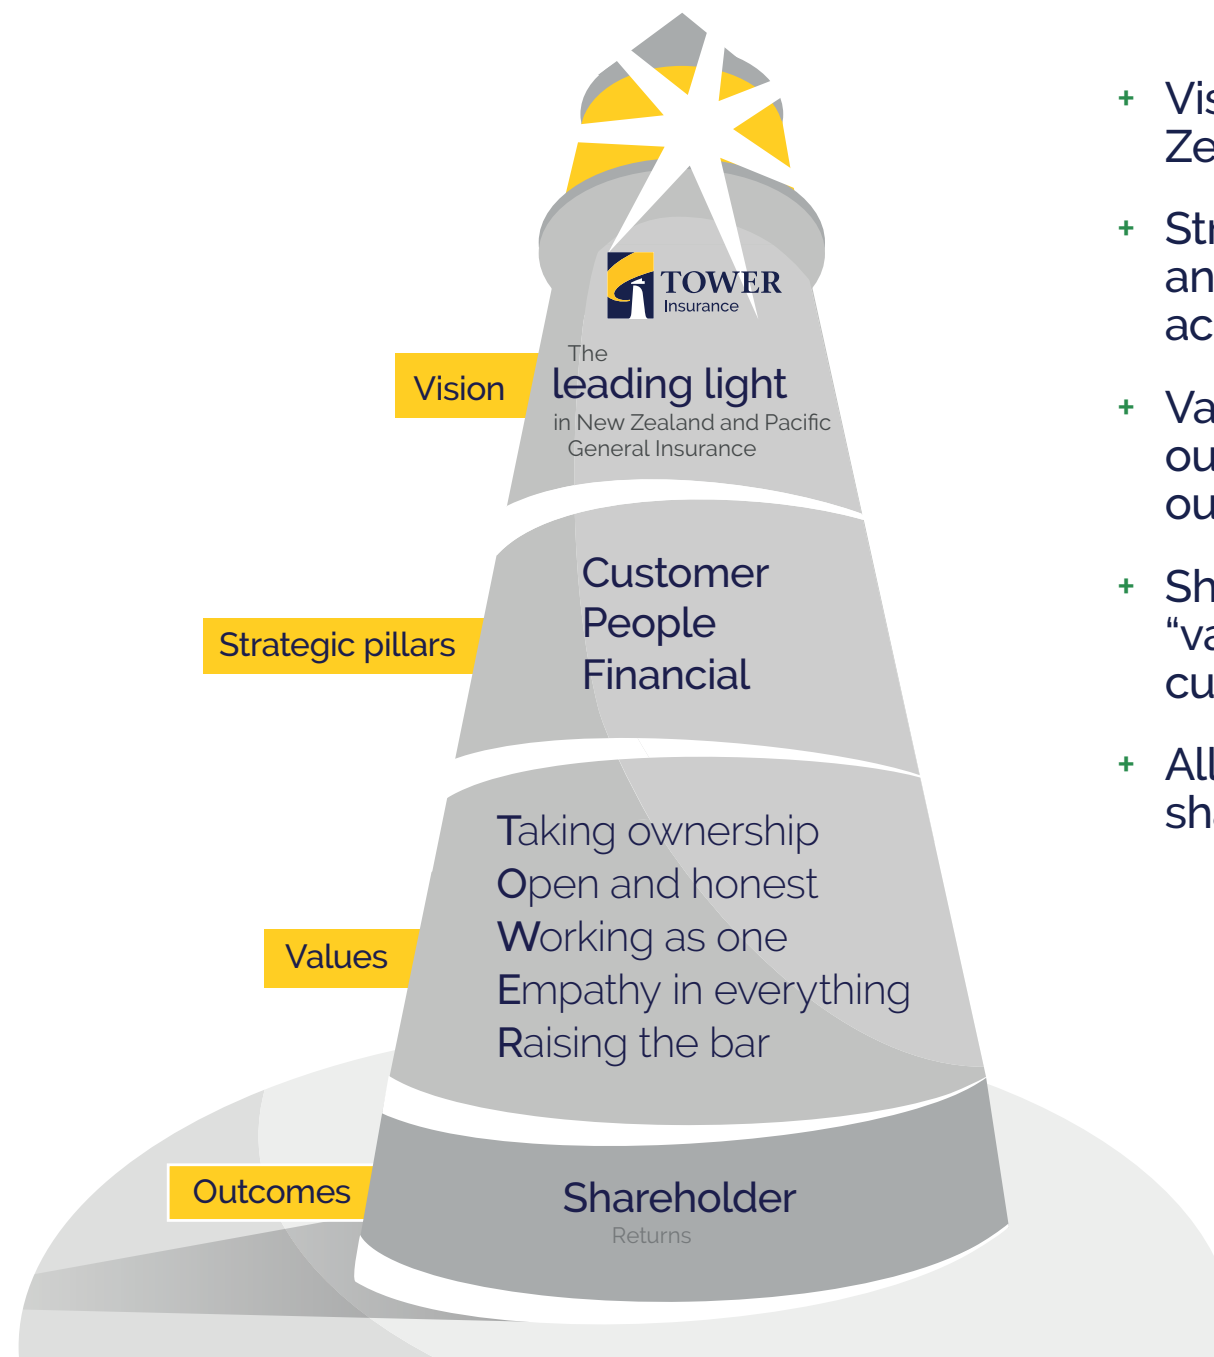 TOWER
Insurance
Vision
The
leading light
in New Zealand and Pacific
General Insurance
Strategic pillars
Customer
People
Financial
Values
Taking ownership
Open and honest
Working as one
Empathy in everything
Raising the bar
Outcomes
Shareholder
Returns
+
+
+
+
+ All